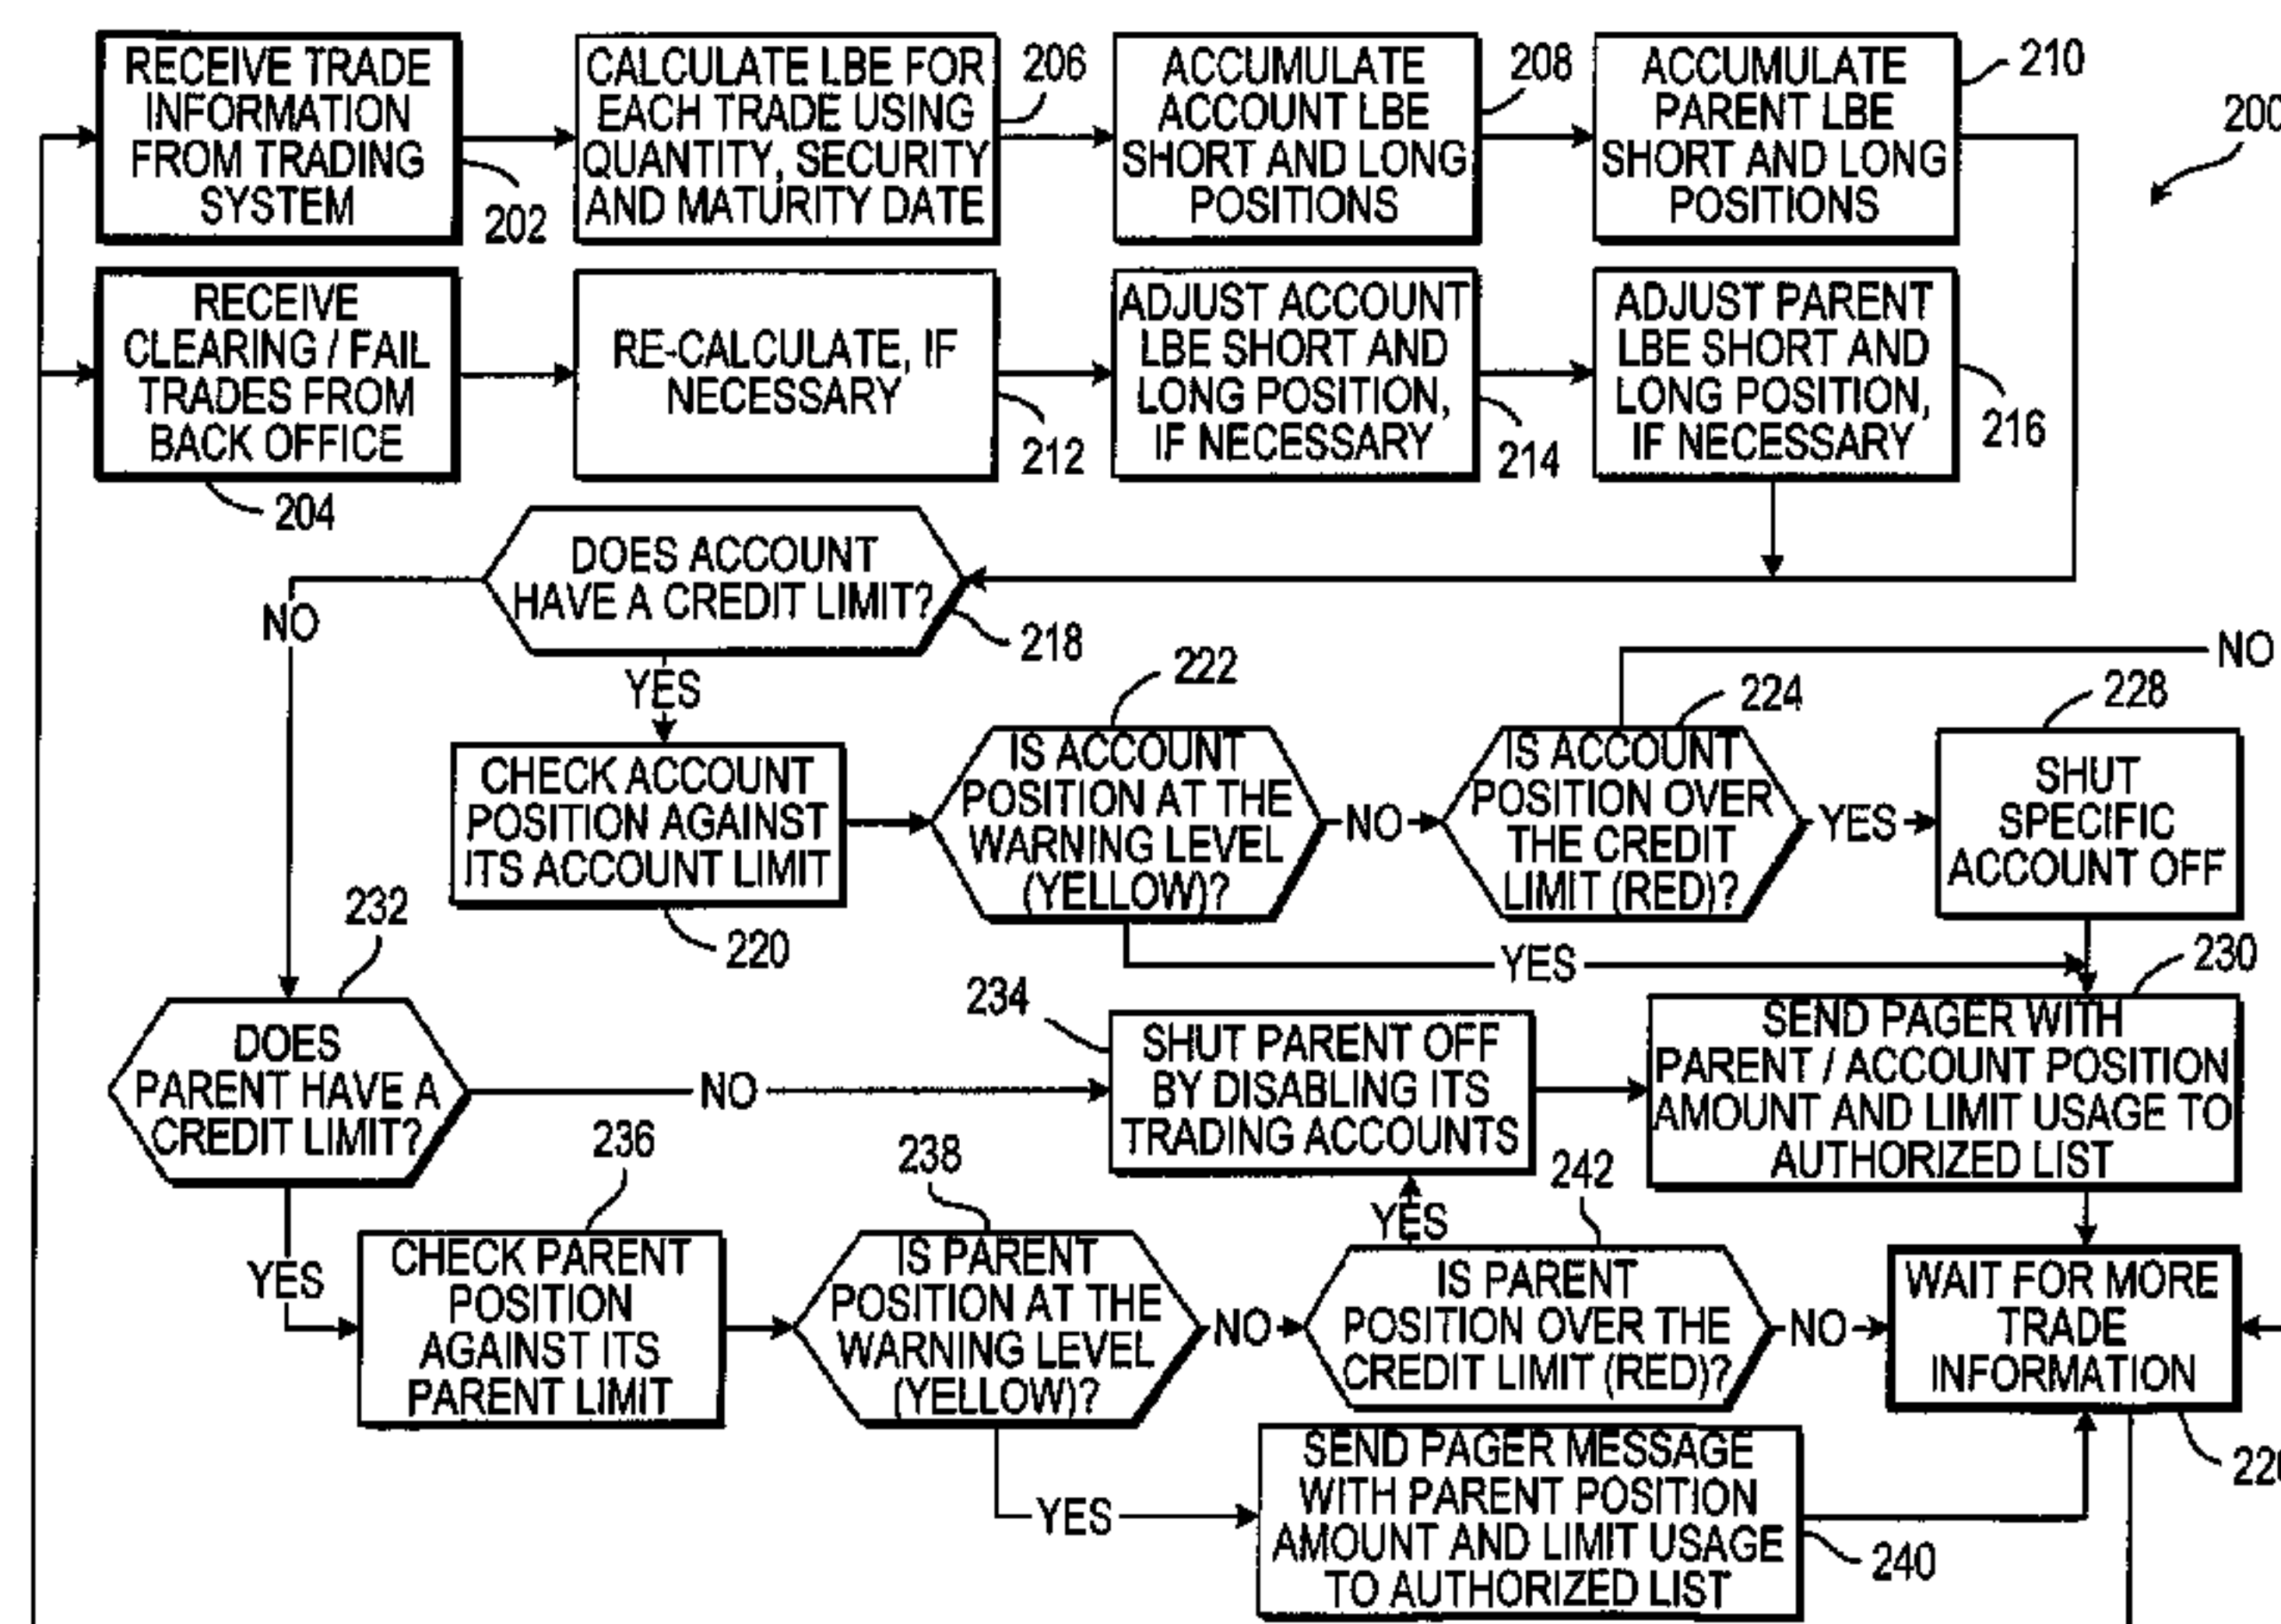 RECEIVE TRADE
INFORMATION
FROM TRADING
SYSTEM
202
CALCULATE LBE FOR
EACH TRADE USING
QUANTITY, SECURITY
AND MATURITY DATE
206
ACCUMULATE
ACCOUNT LBE
SHORT AND LONG
POSITIONS
208
ACCUMULATE
PARENT LBE
SHORT AND LONG
POSITIONS
210
200
RECEIVE
CLEARING / FAIL
TRADES FROM
BACK OFFICE
204
RE-CALCULATE, IF
NECESSARY
212
ADJUST ACCOUNT
LBE SHORT AND
LONG POSITION,
IF NECESSARY
214
ADJUST PARENT
LBE SHORT AND
LONG POSITION,
IF NECESSARY
216
DOES ACCOUNT
HAVE A CREDIT LIMIT?
218
NO
YES
CHECK ACCOUNT
POSITION AGAINST
ITS ACCOUNT LIMIT
220
222
IS ACCOUNT
POSITION AT THE
WARNING LEVEL
(YELLOW)?
NO
YES
224
IS ACCOUNT
POSITION OVER
THE CREDIT
LIMIT (RED)?
NO
YES
228
SHUT
SPECIFIC
ACCOUNT OFF
232
DOES
PARENT HAVE A
CREDIT LIMIT?
NO
YES
234
SHUT PARENT OFF
BY DISABLING ITS
TRADING ACCOUNTS
230
SEND PAGER WITH
PARENT / ACCOUNT POSITION
AMOUNT AND LIMIT USAGE TO
AUTHORIZED LIST
236
CHECK PARENT
POSITION
AGAINST ITS
PARENT LIMIT
238
IS PARENT
POSITION AT THE
WARNING LEVEL
(YELLOW)?
NO
YES
242
YES
IS PARENT
POSITION OVER THE
CREDIT LIMIT (RED)?
NO
WAIT FOR MORE
TRADE
INFORMATION
SEND PAGER MESSAGE
WITH PARENT POSITION
AMOUNT AND LIMIT USAGE
TO AUTHORIZED LIST
240